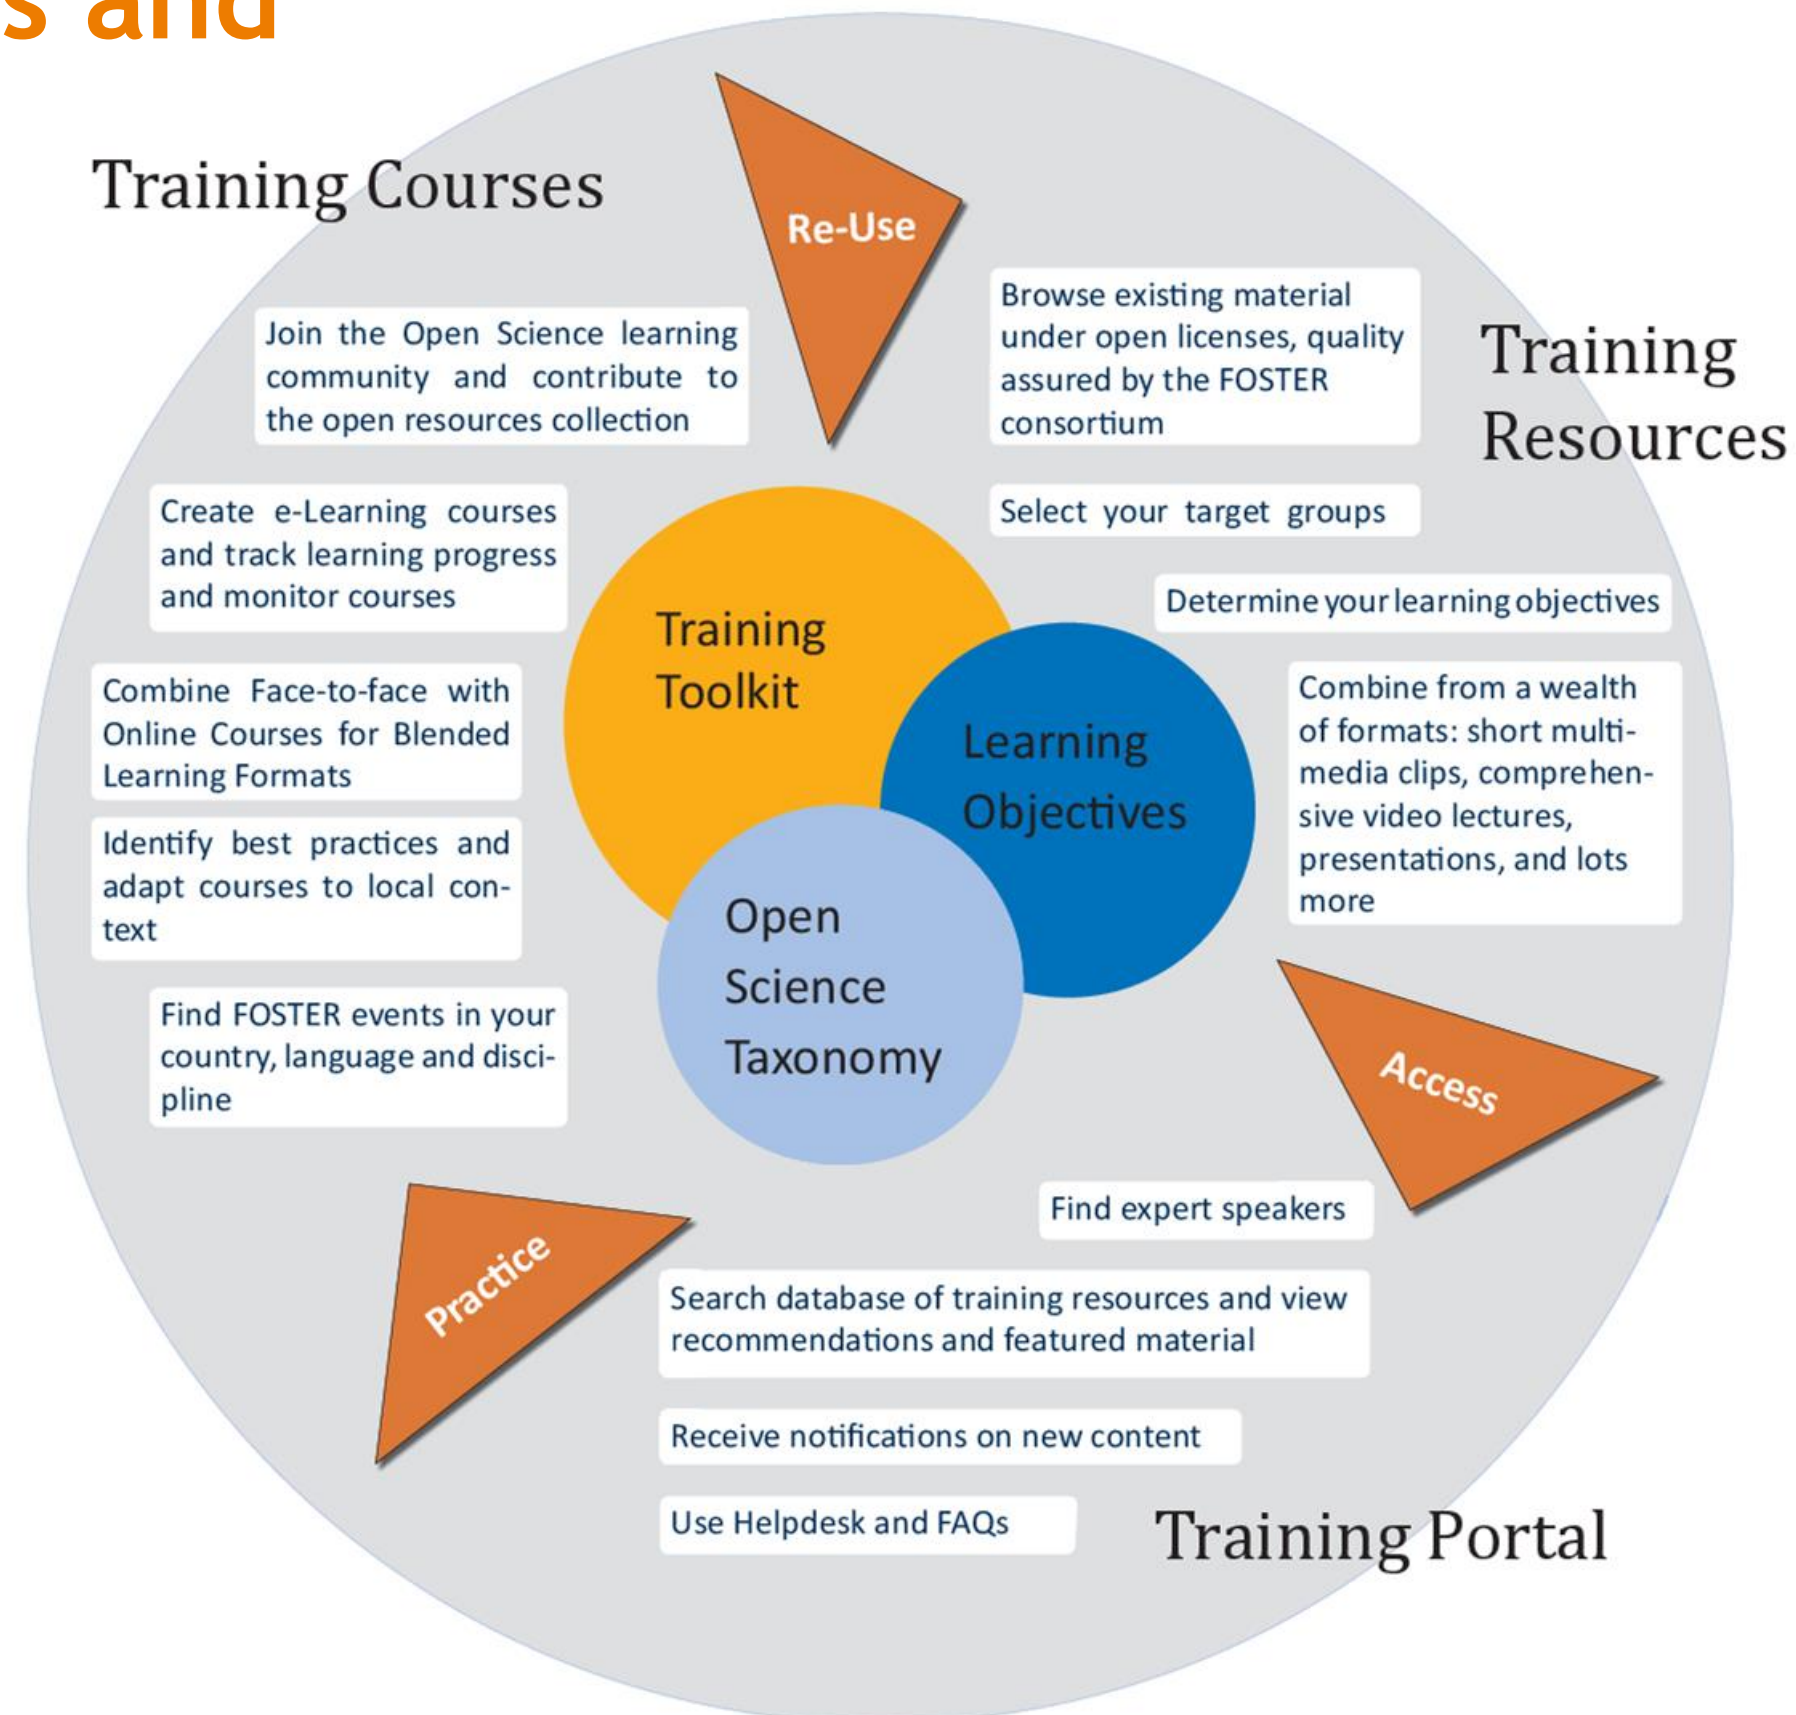 s and
Training Courses
Re-Use
Join the Open Science learning
community and contribute to
the open resources collection
Create e-Learning courses
and track learning progress
and monitor courses
Combine Face-to-face with
Online Courses for Blended
Learning Formats
Identify best practices and
adapt courses to local con-
text
Find FOSTER events in your
country, language and disci-
pline
Browse existing material
under open licenses, quality
assured by the FOSTER
consortium
Training
Resources
Select your target groups
Determine your learning objectives
Combine from a wealth
of formats: short multi-
media clips, comprehen-
sive video lectures,
presentations, and lots
more
Training
Toolkit
Learning
Objectives
Open
Science
Taxonomy
Access
Practice
Find expert speakers
Search database of training resources and view
recommendations and featured material
Receive notifications on new content
Use Helpdesk and FAQs
Training Portal